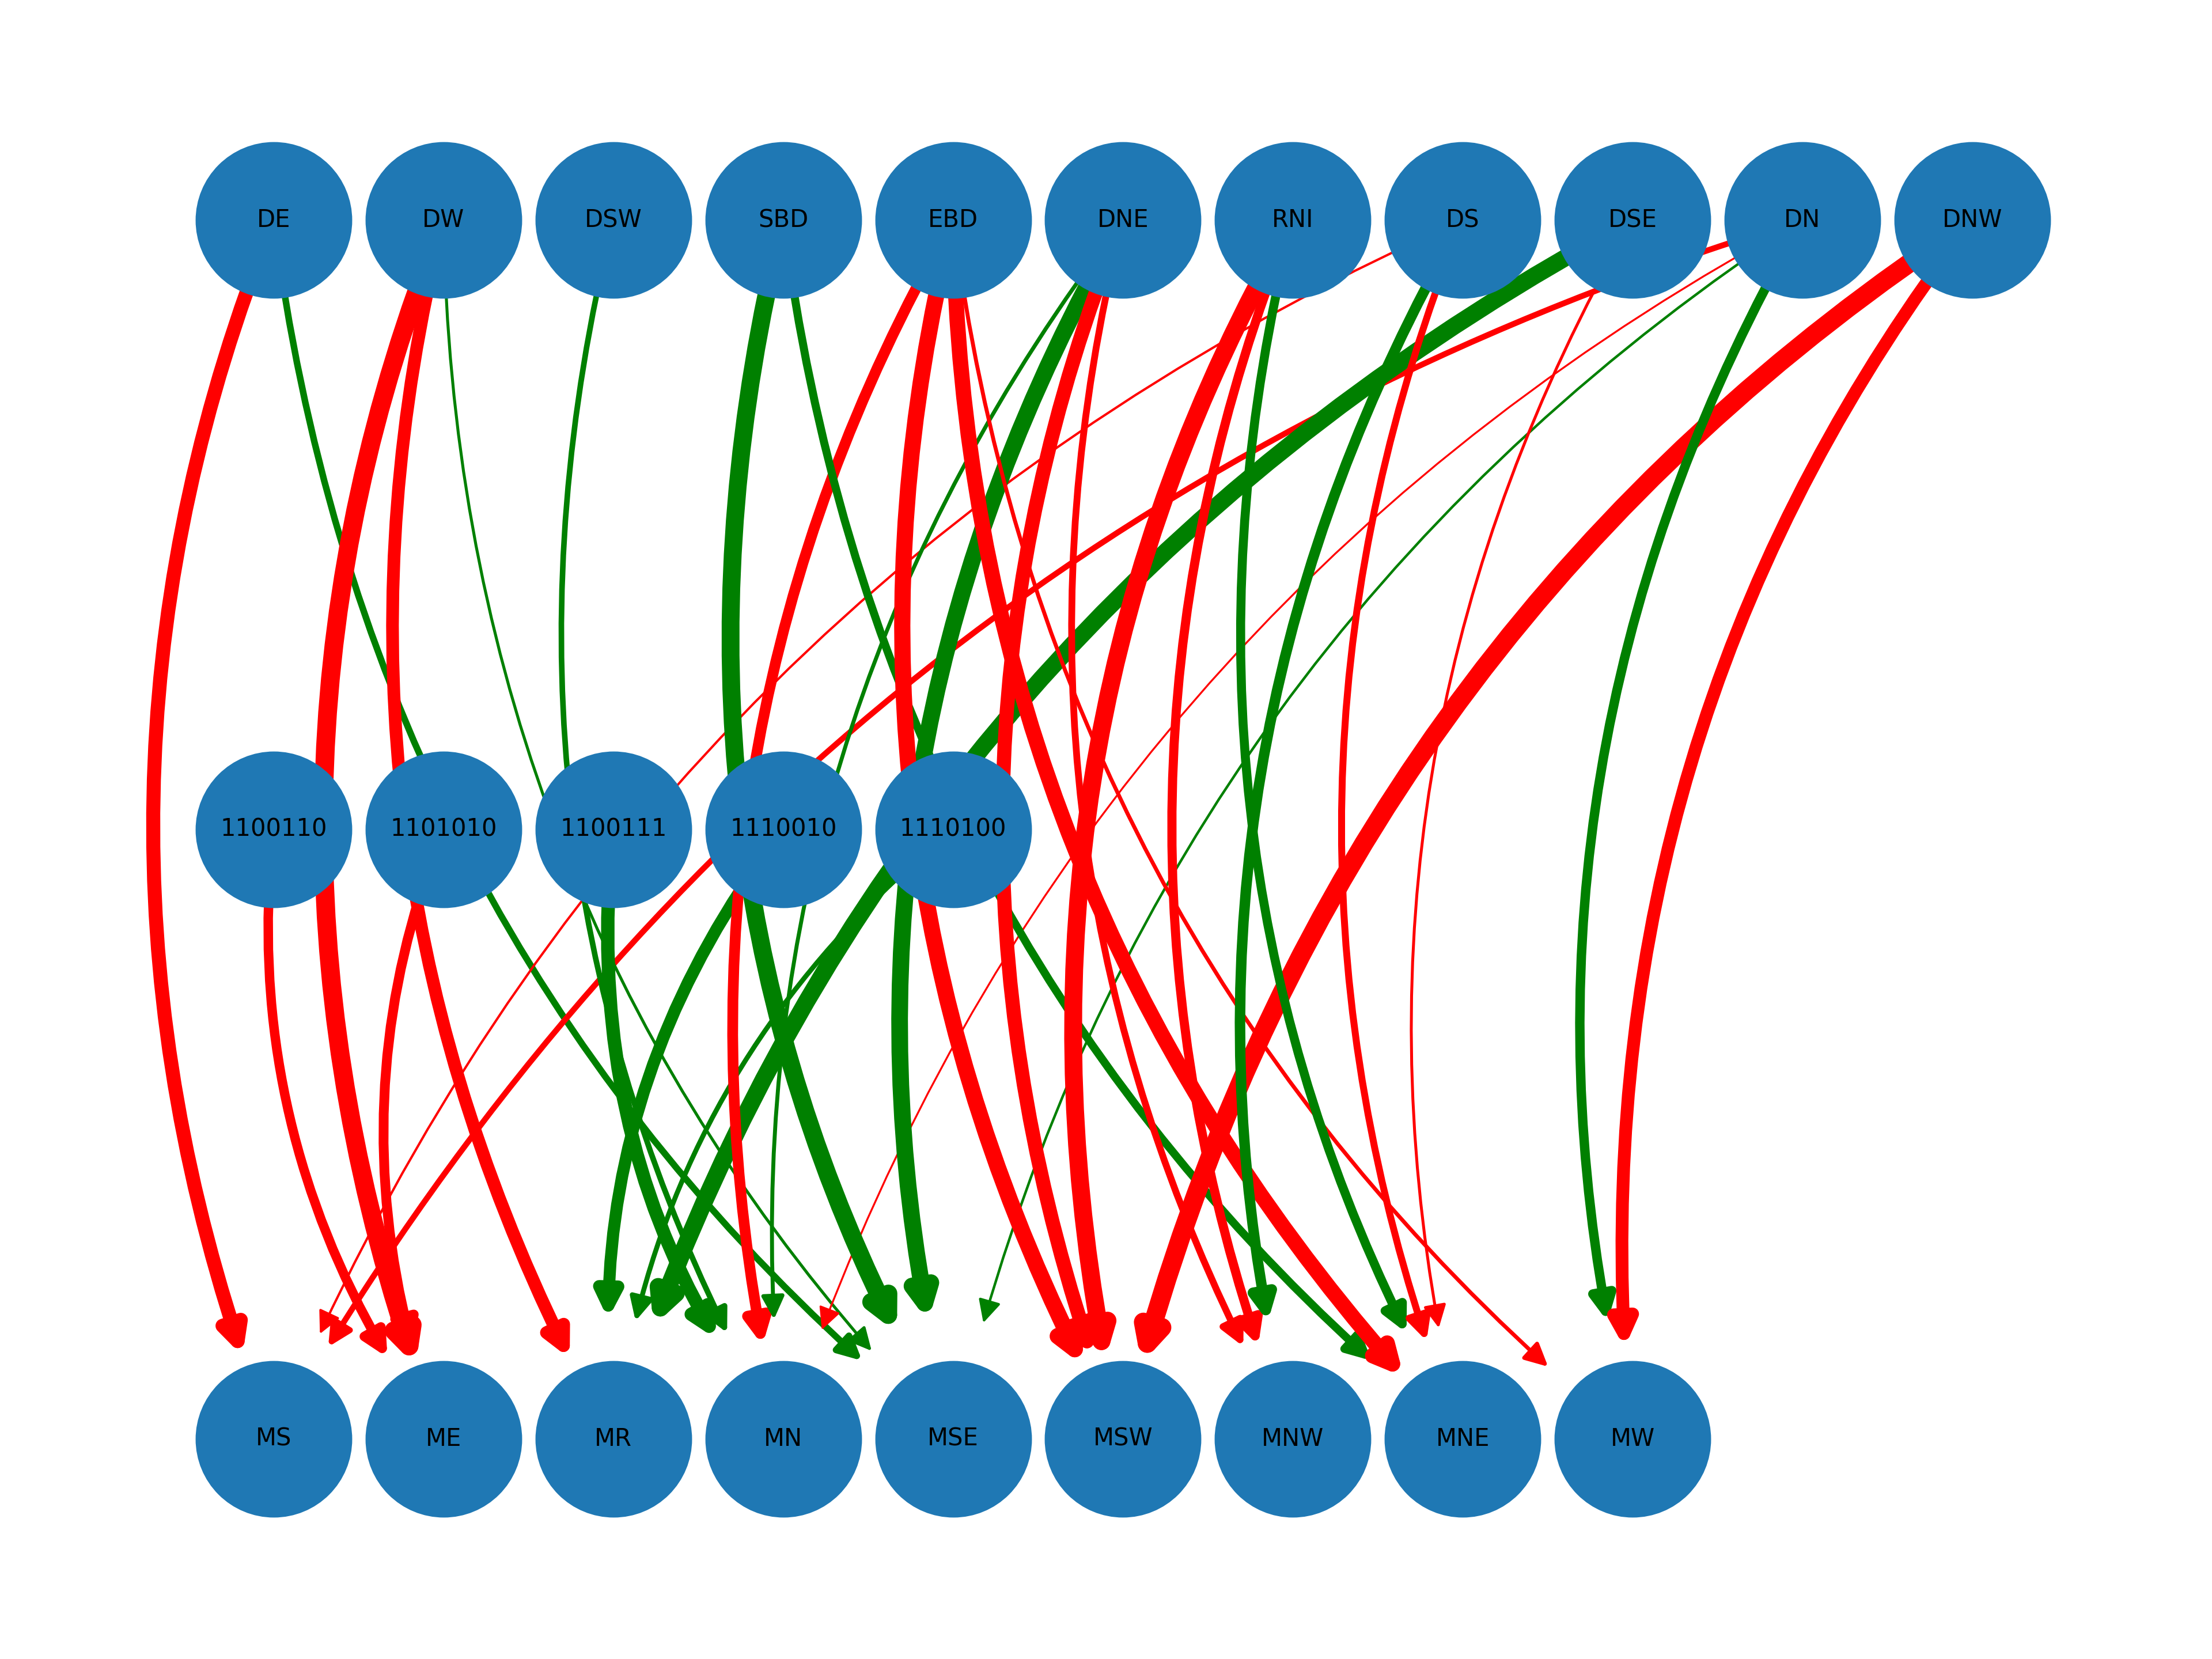 DE DW DSW SBD EBD DNE RNI DS DSE DN DNW
1100110 1101010 1100111 1110010 1110100
MS ME MR MN MSE MSW MNW MNE MW